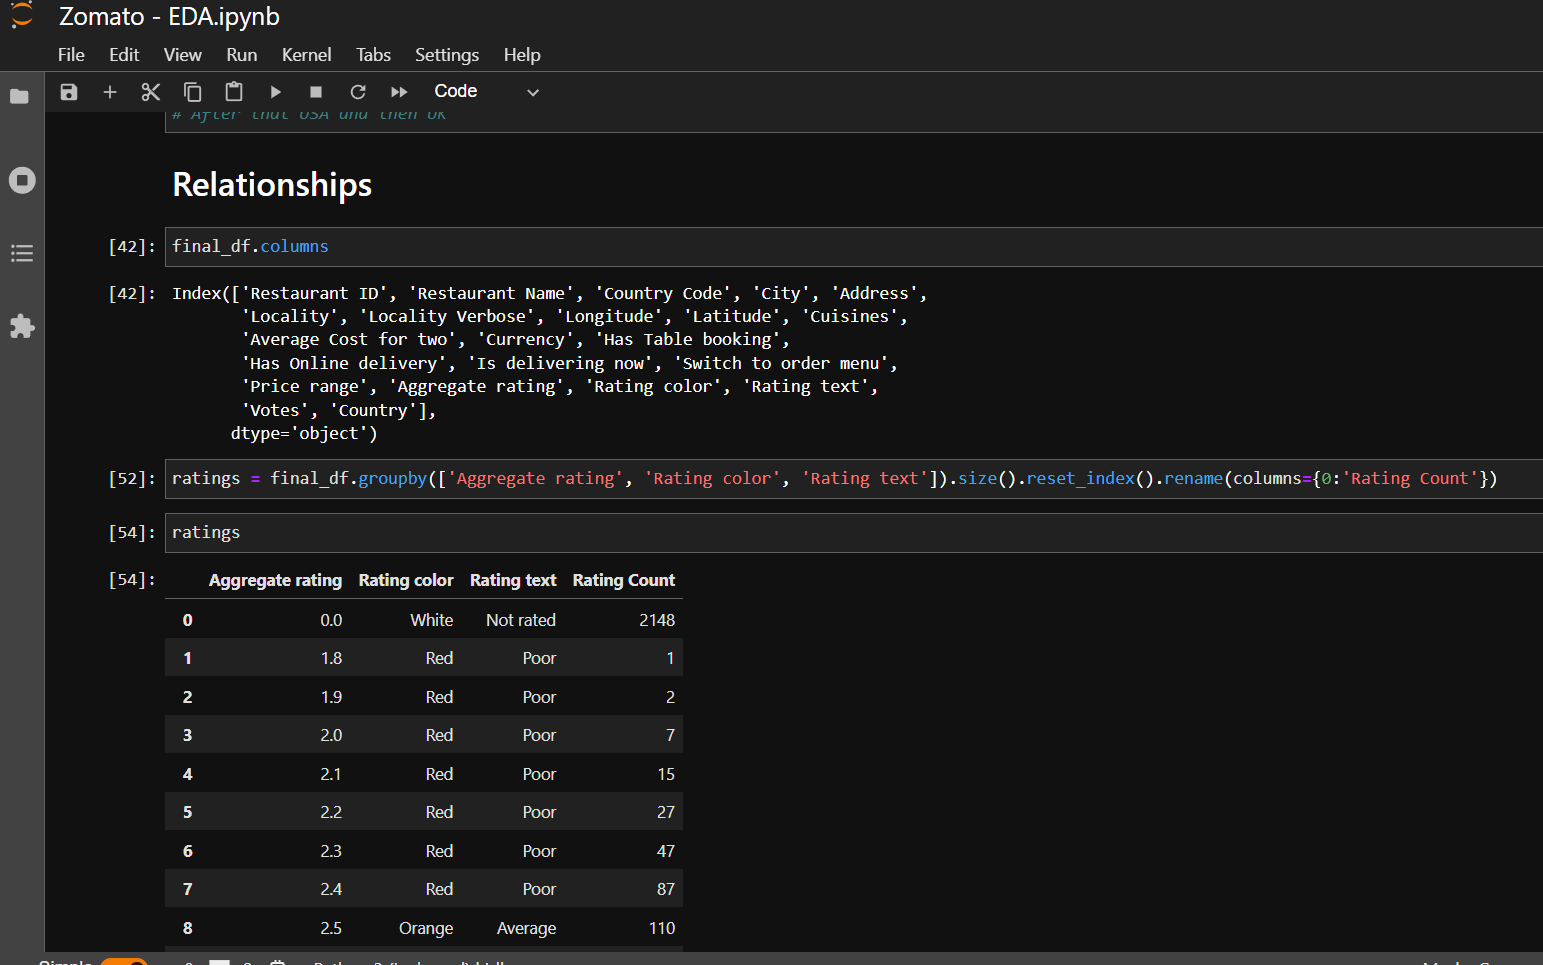 Zomato - EDA.ipynb
File Edit View Run Kernel Tabs Settings Help
Code
# After that USA and then UK
Relationships
[42]: final_df.columns
[42]: Index(['Restaurant ID', 'Restaurant Name', 'Country Code', 'City', 'Address',
'Locality', 'Locality Verbose', 'Longitude', 'Latitude', 'Cuisines',
'Average Cost for two', 'Currency', 'Has Table booking',
'Has Online delivery', 'Is delivering now', 'Switch to order menu',
'Price range', 'Aggregate rating', 'Rating color', 'Rating text',
'Votes', 'Country'],
dtype='object')
[52]: ratings = final_df.groupby(['Aggregate rating', 'Rating color', 'Rating text']).size().reset_index().rename(columns={0:'Rating Count'})
[54]: ratings
[54]: Aggregate rating Rating color Rating text Rating Count
0 0.0 White Not rated 2148
1 1.8 Red Poor 1
2 1.9 Red Poor 2
3 2.0 Red Poor 7
4 2.1 Red Poor 15
5 2.2 Red Poor 27
6 2.3 Red Poor 47
7 2.4 Red Poor 87
8 2.5 Orange Average 110